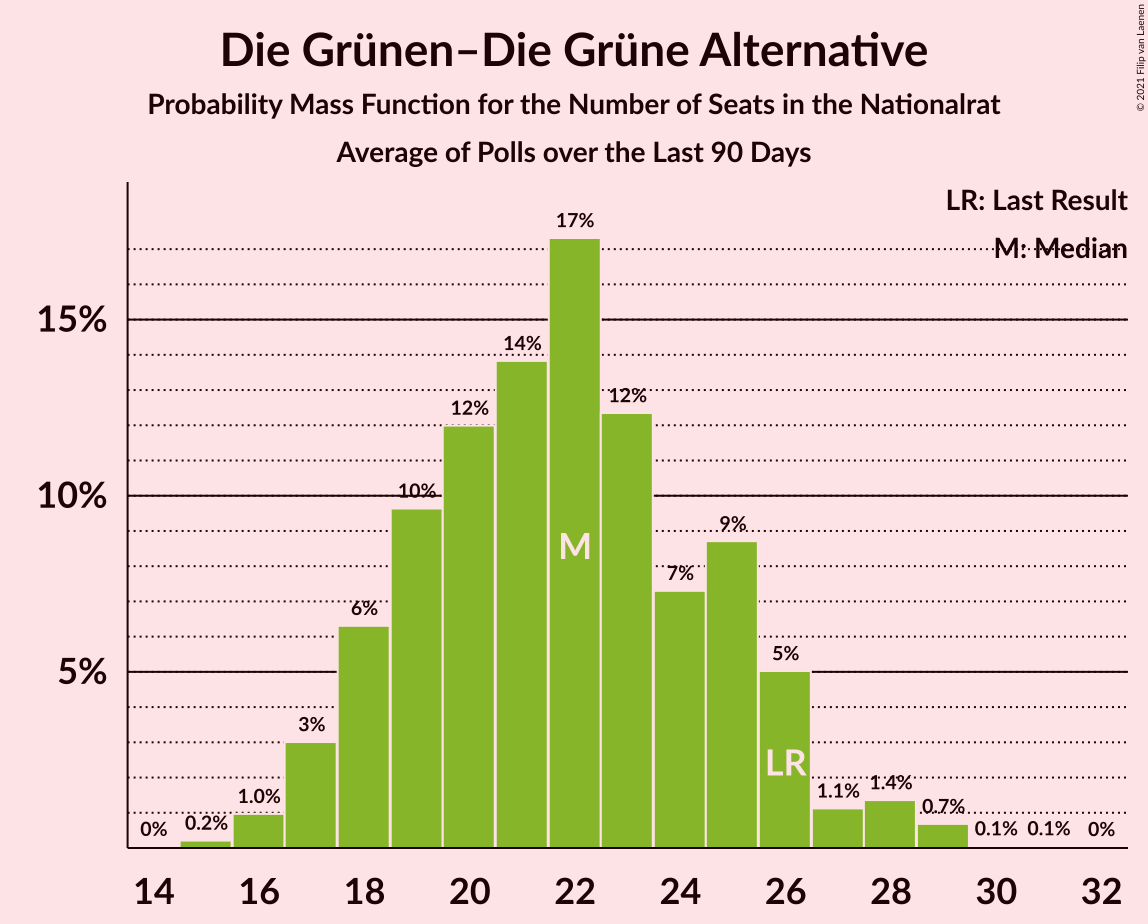 Die Grünen–Die Grüne Alternative
Probability Mass Function for the Number of Seats in the Nationalrat
Average of Polls over the Last 90 Days
© 2021 Filip van Laenen
LR: Last Result
M: Median
15%
10%
5%
0%
0.2%
1.0%
3%
6%
10%
12%
14%
17%
12%
7%
9%
5%
1.1%
1.4%
0.7%
0.1%
0.1%
0%
M
LR
14 16 18 20 22 24 26 28 30 32